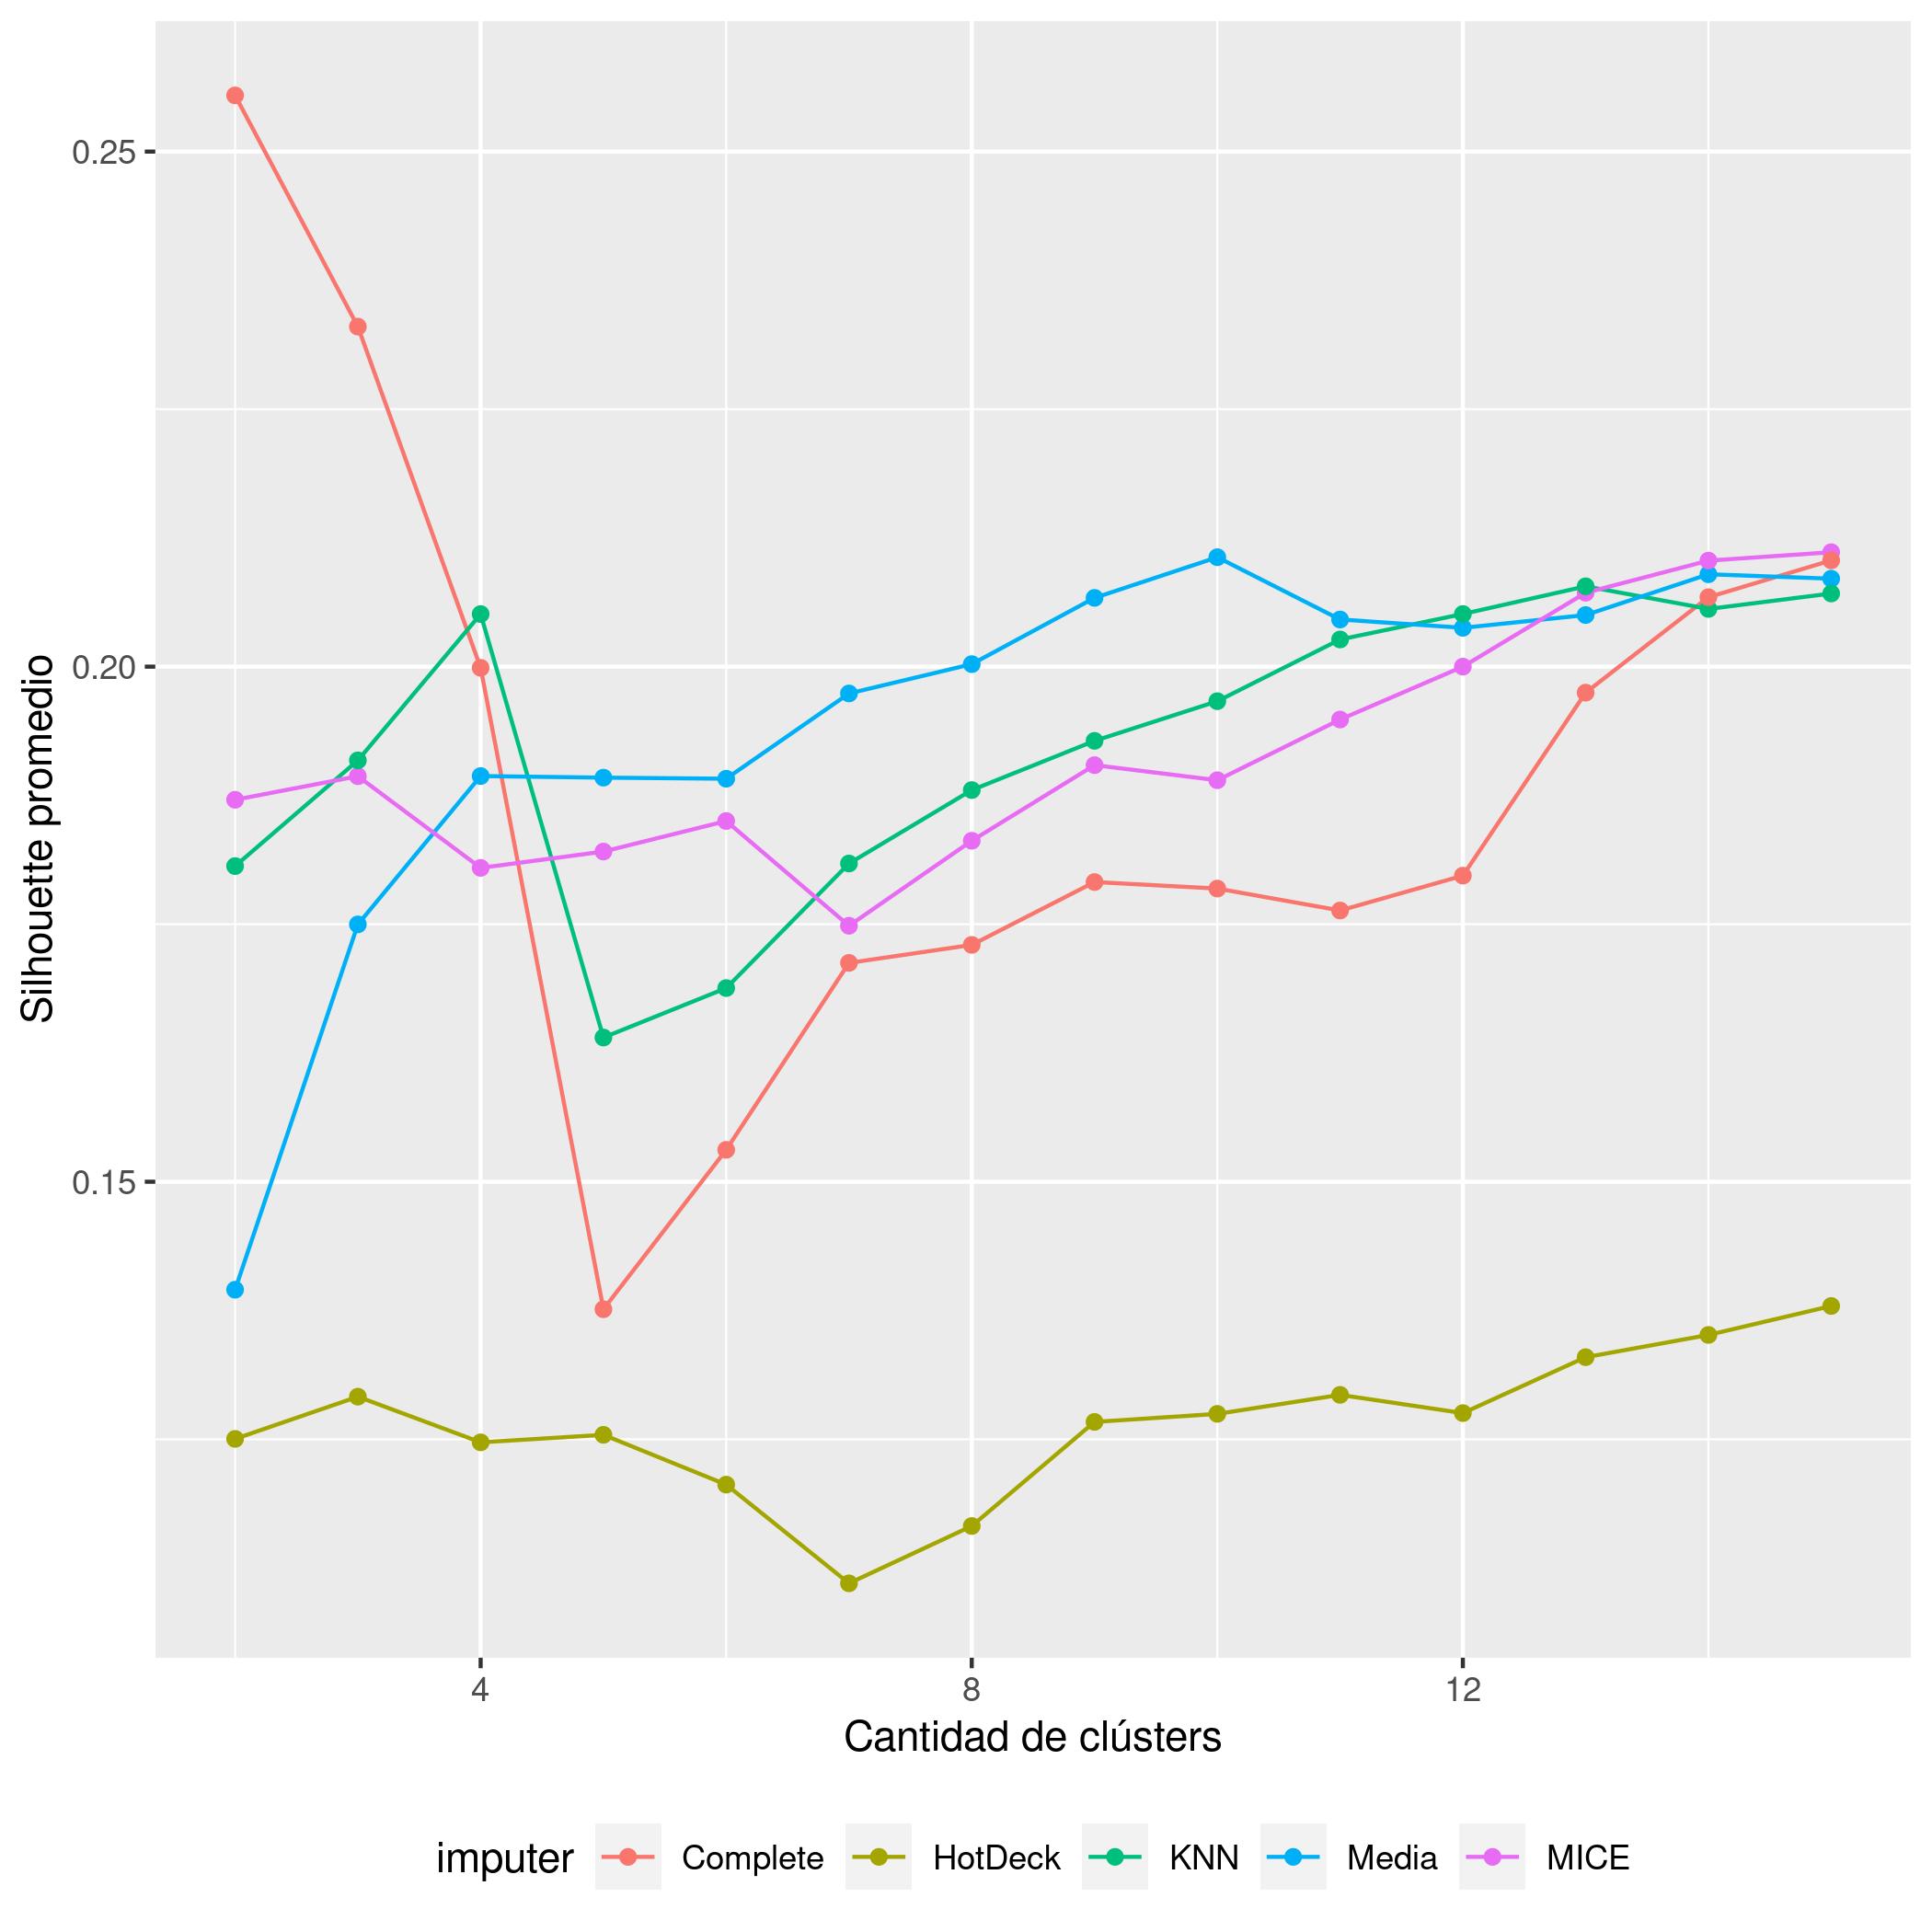 Silhouette promedio
0.25
0.20
0.15
4 8 12
Cantidad de clústers
imputer Complete HotDeck KNN Media MICE